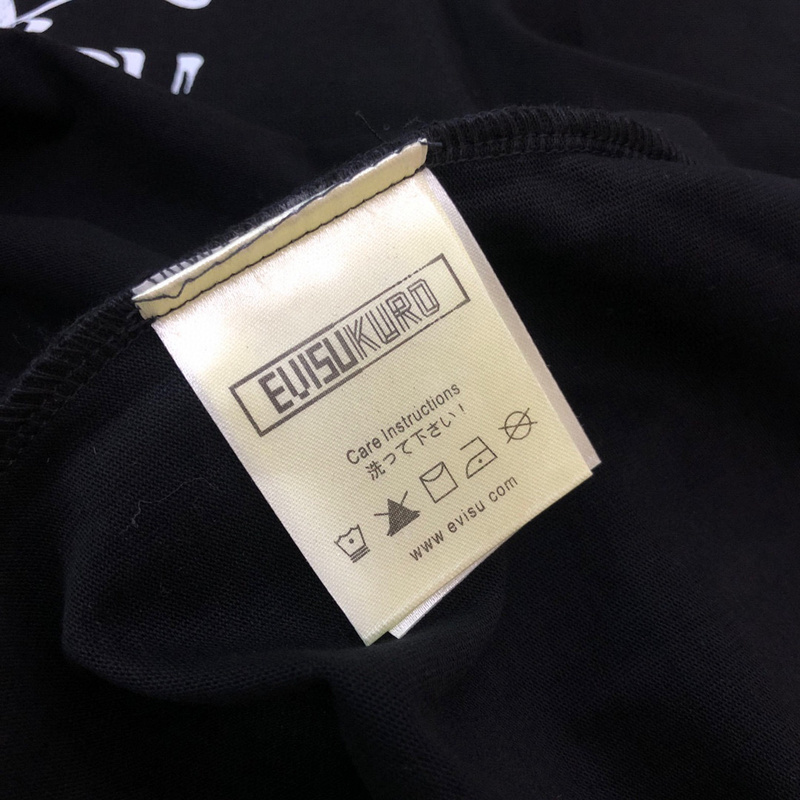 EVISUKURO
Care Instructions
洗って下さい!
www evisu com